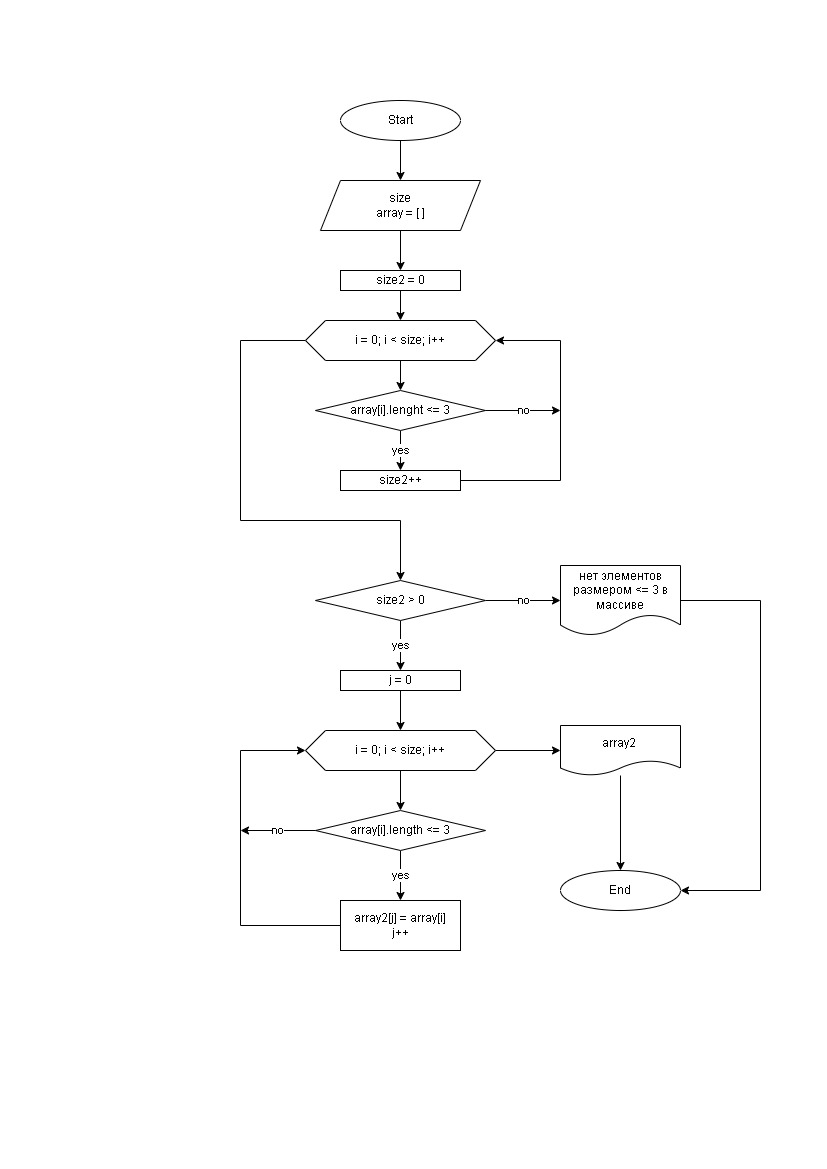 Start
size
array = [ ]
size2 = 0
i = 0; i < size; i++
array[i].lenght <= 3
no
yes
size2++
size2 > 0
no
нет элементов
размером <= 3 в
массиве
yes
j = 0
i = 0; i < size; i++
array2
array[i].length <= 3
no
yes
End
array2[j] = array[i]
j++